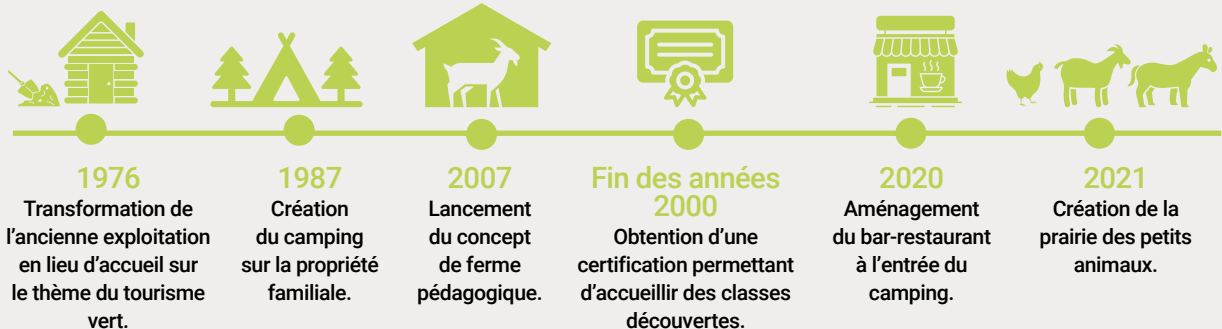 1976
Transformation de
l'ancienne exploitation
en lieu d'accueil sur
le thème du tourisme
vert.
1987
Création
du camping
sur la propriété
familiale.
2007
Lancement
du concept
de ferme
pédagogique.
Fin des années
2000
Obtention d'une
certification permettant
d'accueillir des classes
découvertes.
2020
Aménagement
du bar-restaurant
à l'entrée du
camping.
2021
Création de la
prairie des petits
animaux.